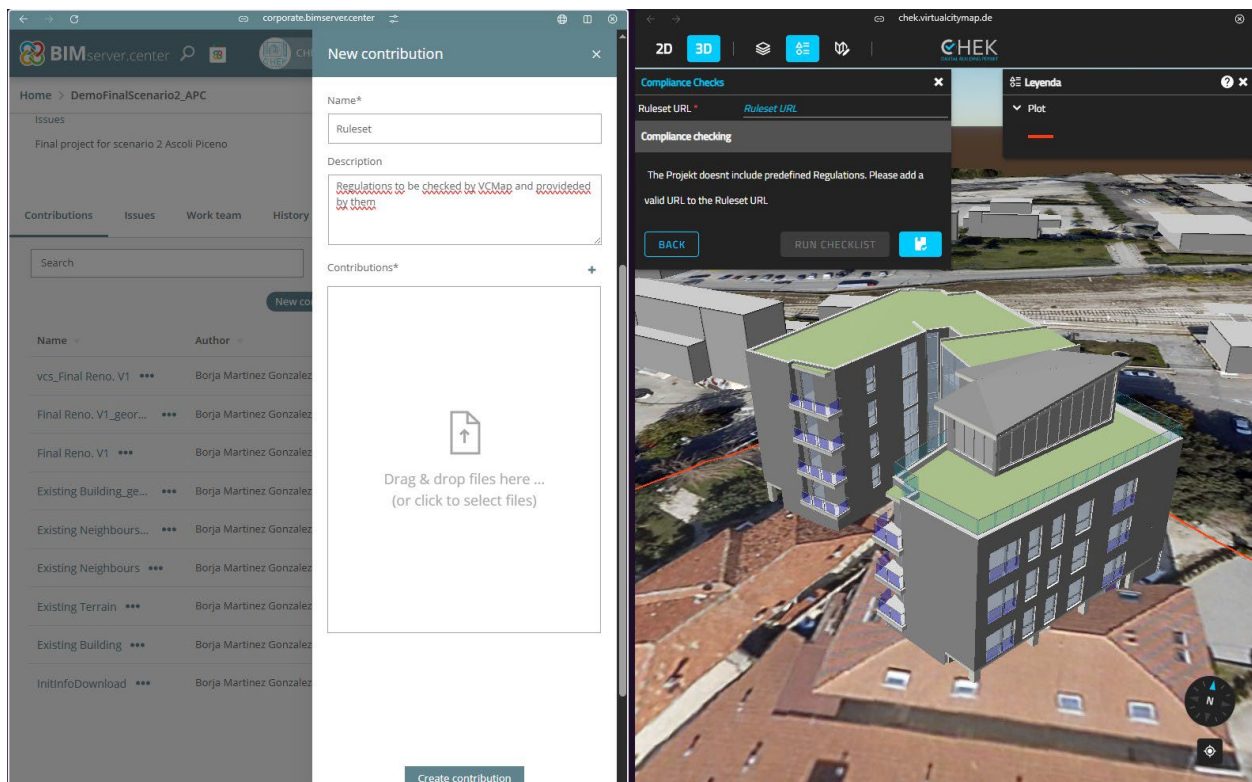 corporate.bimserver.center
BIMserver.center
New contribution
Home > DemoFinalScenario2_APC
Issues
Final project for scenario 2 Ascoli Piceno
Name*
Ruleset
Description
Regulations to be checked by VCMap and provideded
by them
Contributions
Issues
Work team
History
Search
Contributions*
New co
Name
Author
vcs_Final Reno. V1 •••
Borja Martinez Gonzalez
Final Reno. V1_geor... •••
Borja Martinez Gonzalez
Final Reno. V1 •••
Borja Martinez Gonzalez
Existing Building_ge... •••
Borja Martinez Gonzalez
Existing Neighbours... •••
Borja Martinez Gonzalez
Existing Neighbours •••
Borja Martinez Gonzalez
Existing Terrain •••
Borja Martinez Gonzalez
Existing Building •••
Borja Martinez Gonzalez
InitInfoDownload •••
Borja Martinez Gonzalez
Drag & drop files here ...
(or click to select files)
Create contribution
chek.virtualcitymap.de
2D
3D
CHEK
DIGITAL BUILDING PERMIT
Compliance Checks
Ruleset URL *
Ruleset URL
Compliance checking
The Projekt doesnt include predefined Regulations. Please add a
valid URL to the Ruleset URL
BACK
RUN CHECKLIST
Leyenda
Plot
N